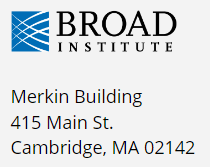 BROAD
INSTITUTE
Merkin Building
415 Main St.
Cambridge, MA 02142